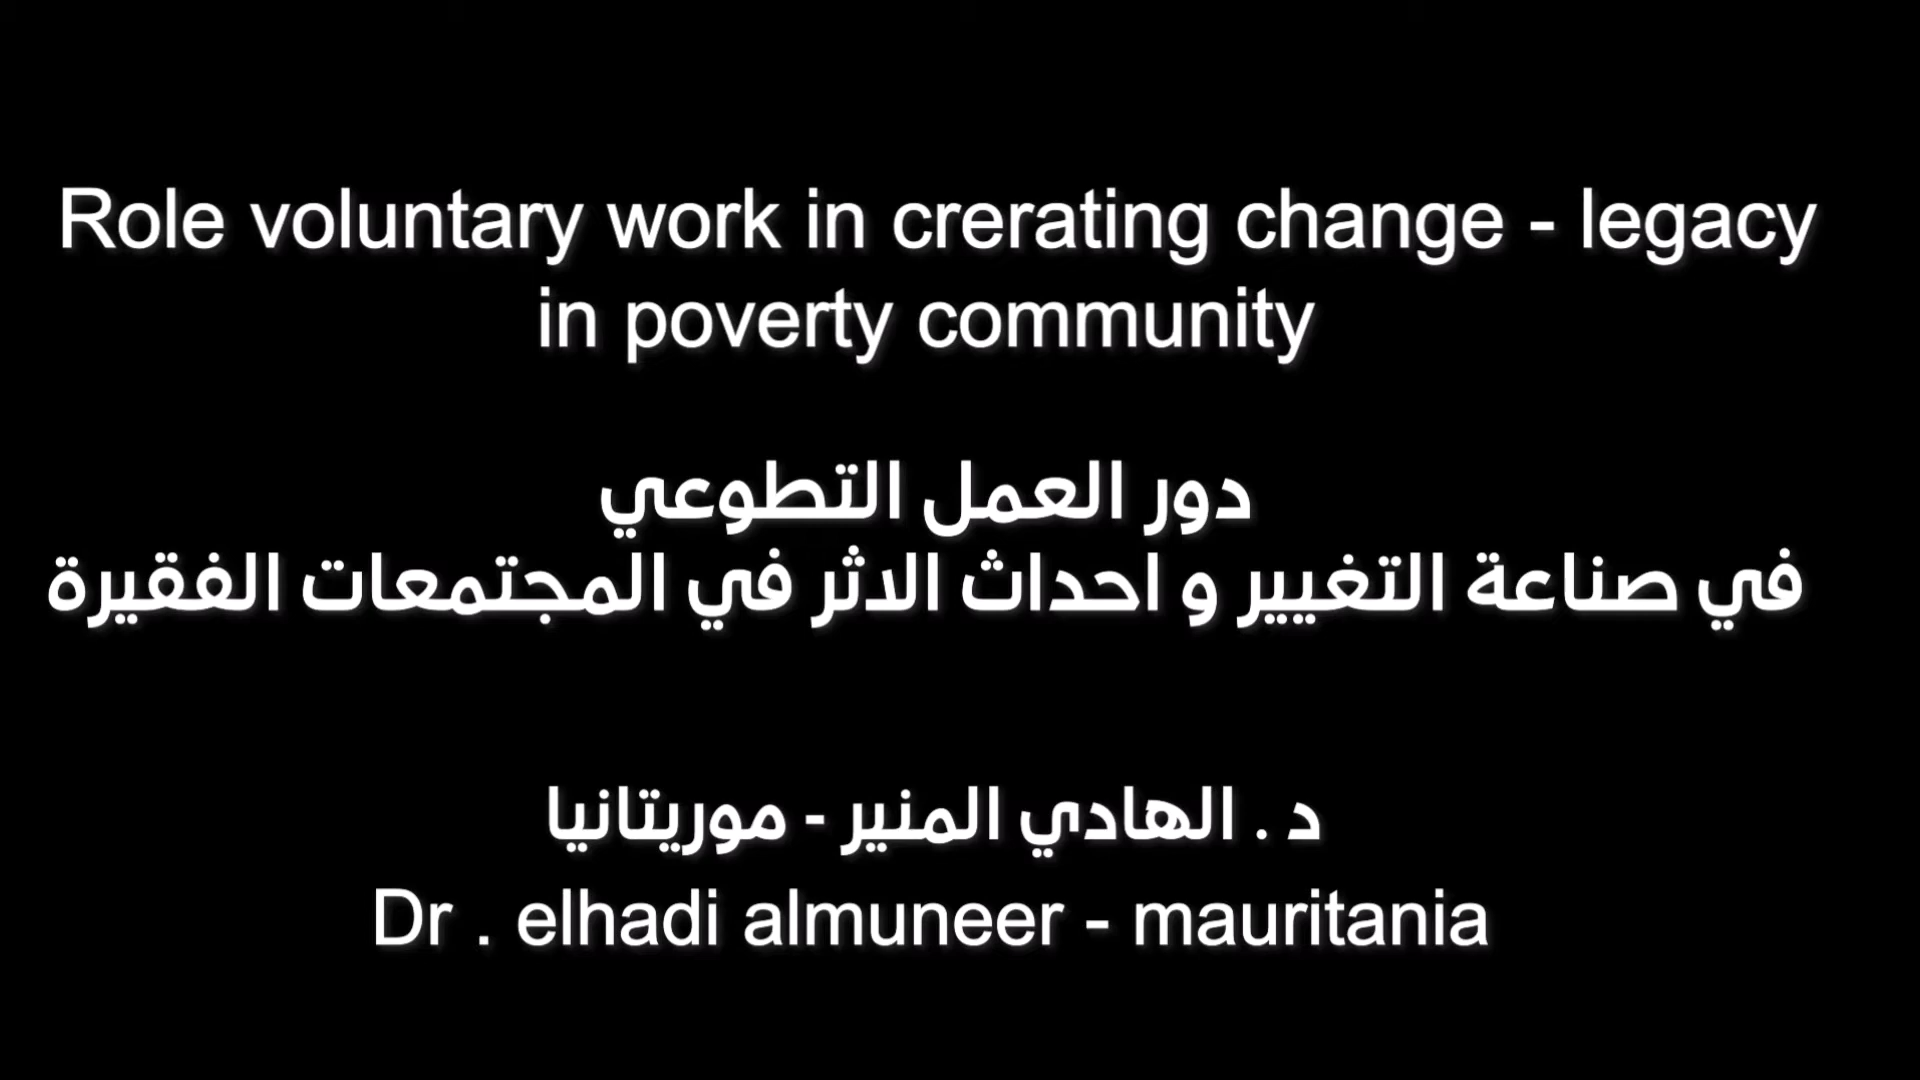 Role voluntary work in crerating change - legacy
in poverty community
دور العمل التطوعي
في صناعة التغيير و احداث الاثر في المجتمعات الفقيرة
د . الهادي المنير - موريتانيا
Dr . elhadi almuneer - mauritania